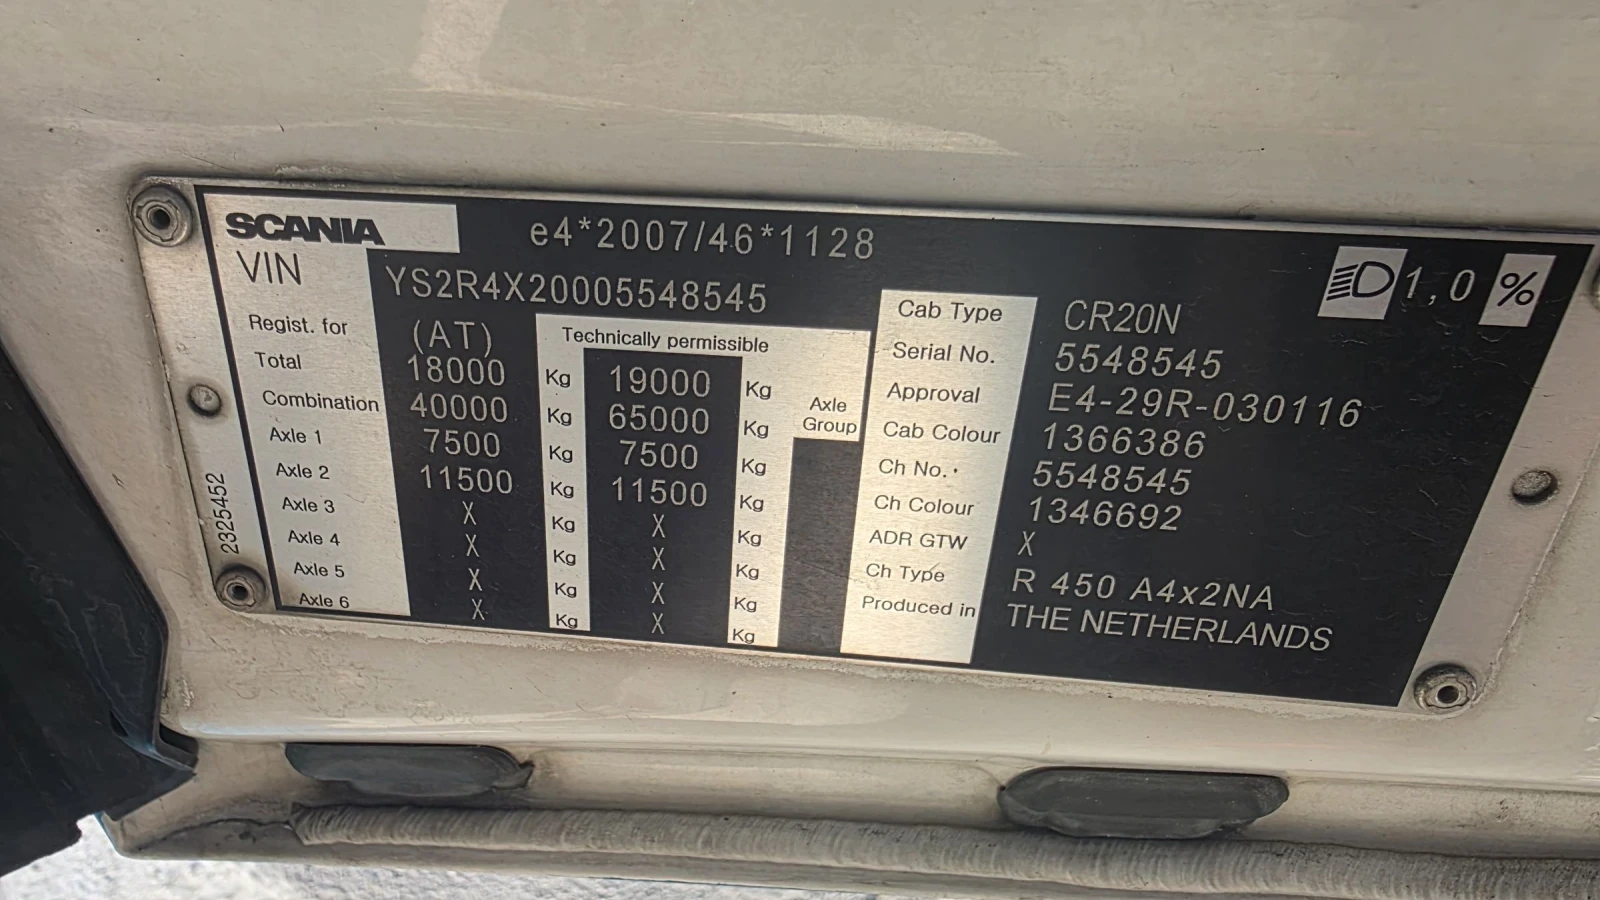 SCANIA e4*2007/46*1128
VIN YS2R4X20005548545
1,0 %
Regist. for (AT) Technically permissible
Total 18000 Kg 19000 Kg
Combination 40000 Kg 65000 Kg Axle Group
Axle 1 7500 Kg 7500 Kg
Axle 2 11500 Kg 11500 Kg
Axle 3 X Kg X Kg
Axle 4 X Kg X Kg
Axle 5 X Kg X Kg
Axle 6 X Kg X Kg
Cab Type CR20N
Serial No. 5548545
Approval E4-29R-030116
Cab Colour 1366386
Ch No. 5548545
Ch Colour 1346692
ADR GTW X
Ch Type R 450 A4x2NA
Produced in THE NETHERLANDS
2325452